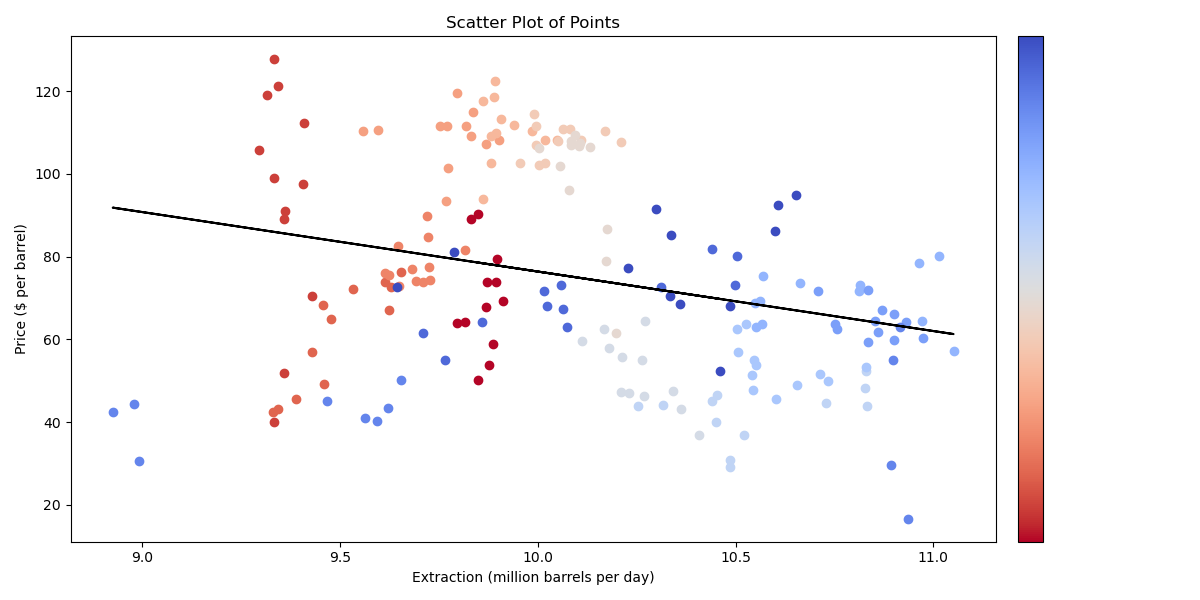 Scatter Plot of Points
Price ($ per barrel)
120
100
80
60
40
20
9.0 9.5 10.0 10.5 11.0
Extraction (million barrels per day)